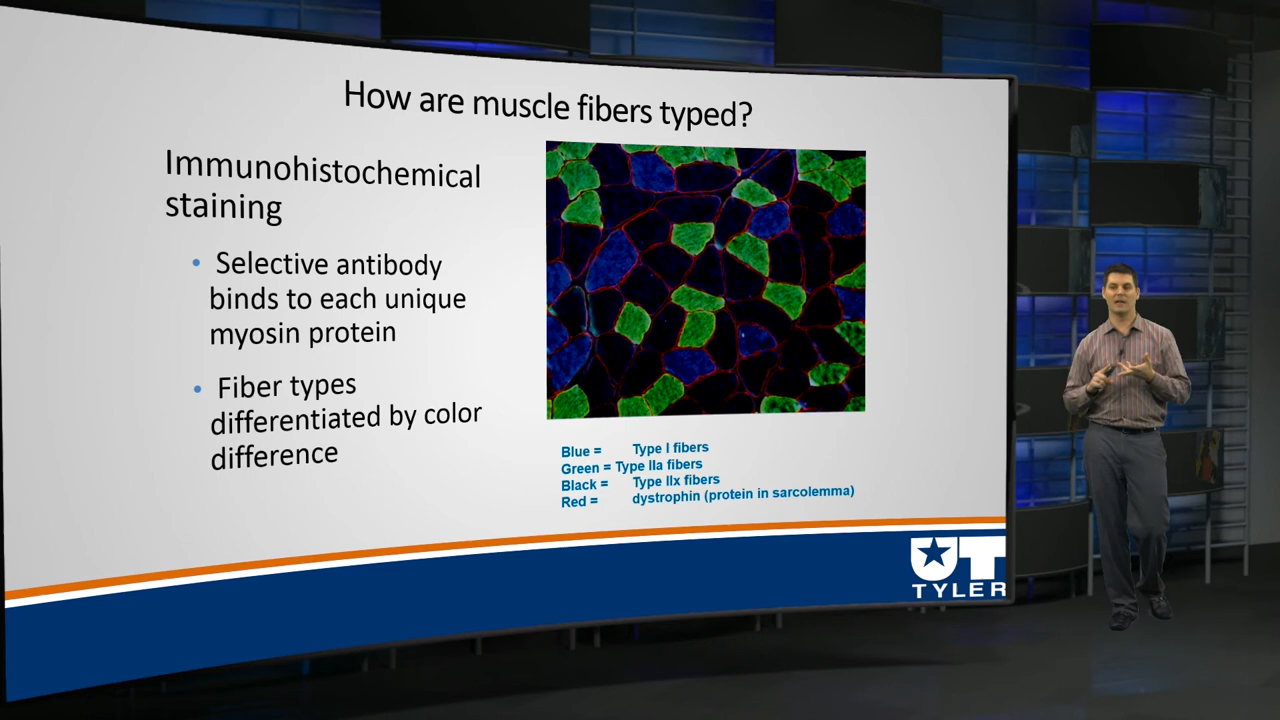 How are muscle fibers typed?
Immunohistochemical
staining
• Selective antibody
binds to each unique
myosin protein
• Fiber types
differentiated by color
difference
Blue = Type I fibers
Green = Type IIa fibers
Black = Type IIx fibers
Red = dystrophin (protein in sarcolemma)
UT
TYLER